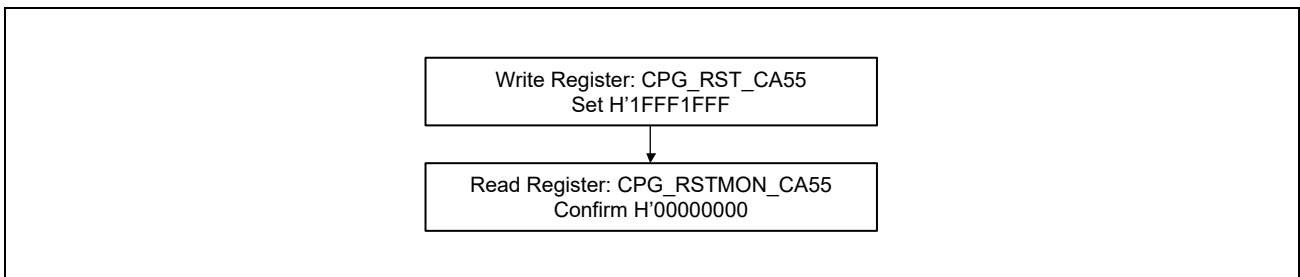 Write Register: CPG_RST_CA55
Set H’1FFF1FFF
Read Register: CPG_RSTMON_CA55
Confirm H’00000000